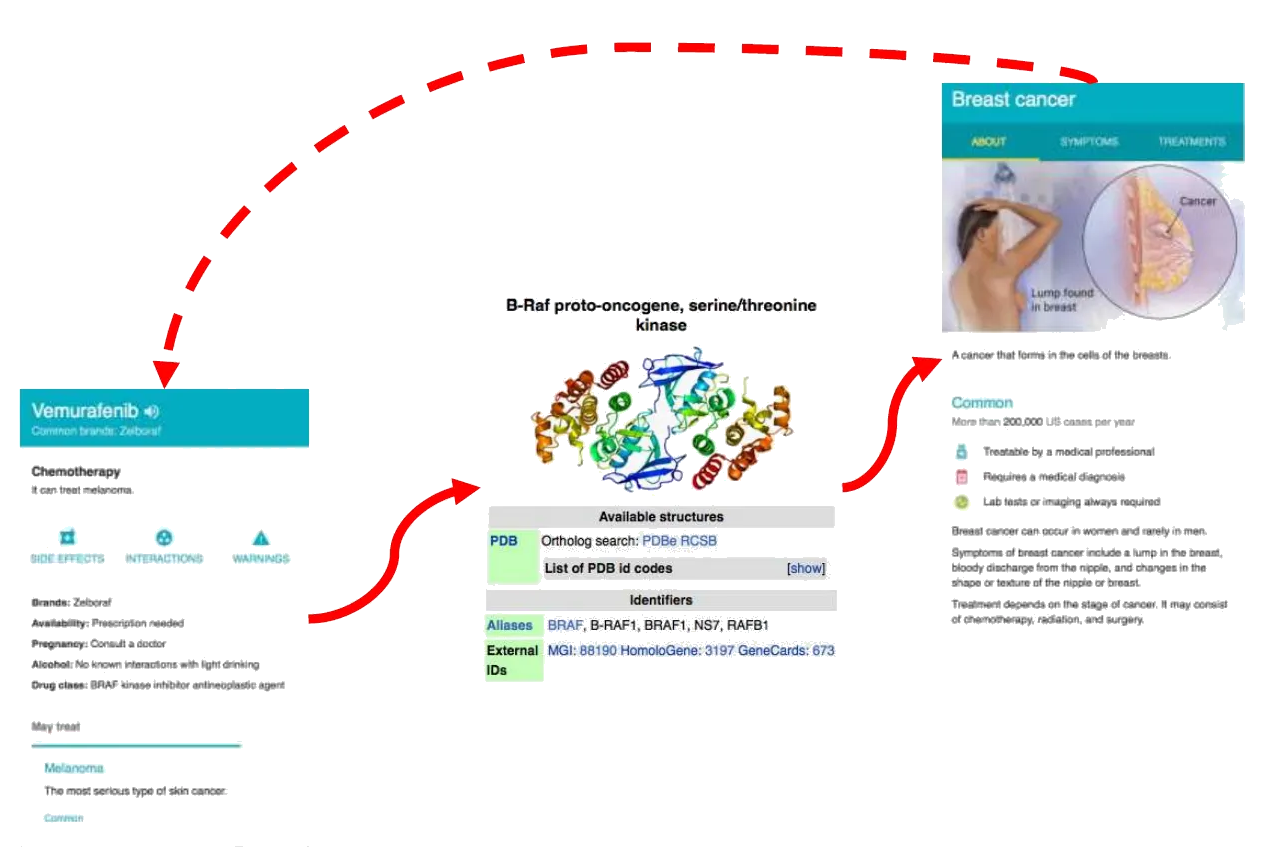 Breast cancer
ABOUT SYMPTOMS TREATMENTS
Cancer
Lump found
in breast
A cancer that forms in the cells of the breasts.
Common
More than 200,000 US cases per year
Treatable by a medical professional
Requires a medical diagnosis
Lab tests or imaging always required
Breast cancer can occur in women and rarely in men.
Symptoms of breast cancer include a lump in the breast,
bloody discharge from the nipple, and changes in the
shape or texture of the nipple or breast.
Treatment depends on the stage of cancer. It may consist
of chemotherapy, radiation, and surgery.
B-Raf proto-oncogene, serine/threonine
kinase
Available structures
PDB Ortholog search: PDBe RCSB
List of PDB id codes [show]
Identifiers
Aliases BRAF, B-RAF1, BRAF1, NS7, RAFB1
External MGI: 88190 HomoloGene: 3197 GeneCards: 673
IDs
Vemurafenib
Common brands: Zelboraf
Chemotherapy
It can treat melanoma.
SIDE EFFECTS INTERACTIONS WARNINGS
Brands: Zelboraf
Availability: Prescription needed
Pregnancy: Consult a doctor
Alcohol: No known interactions with light drinking
Drug class: BRAF kinase inhibitor antineoplastic agent
May treat
Melanoma
The most serious type of skin cancer.
Common